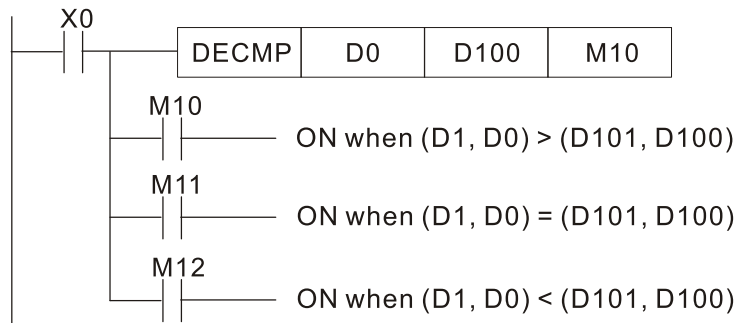 X0
DECMP D0 D100 M10
M10
ON when (D1, D0) > (D101, D100)
M11
ON when (D1, D0) = (D101, D100)
M12
ON when (D1, D0) < (D101, D100)